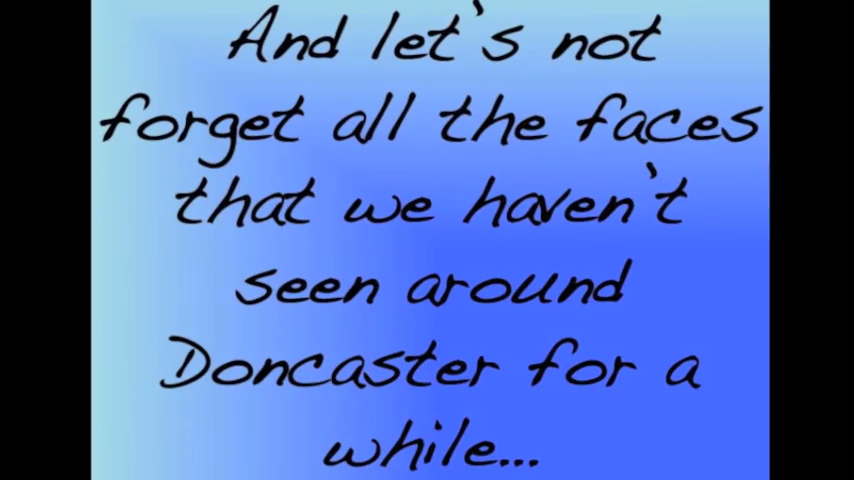 And let's not
forget all the faces
that we haven't
seen around
Doncaster for a
while...